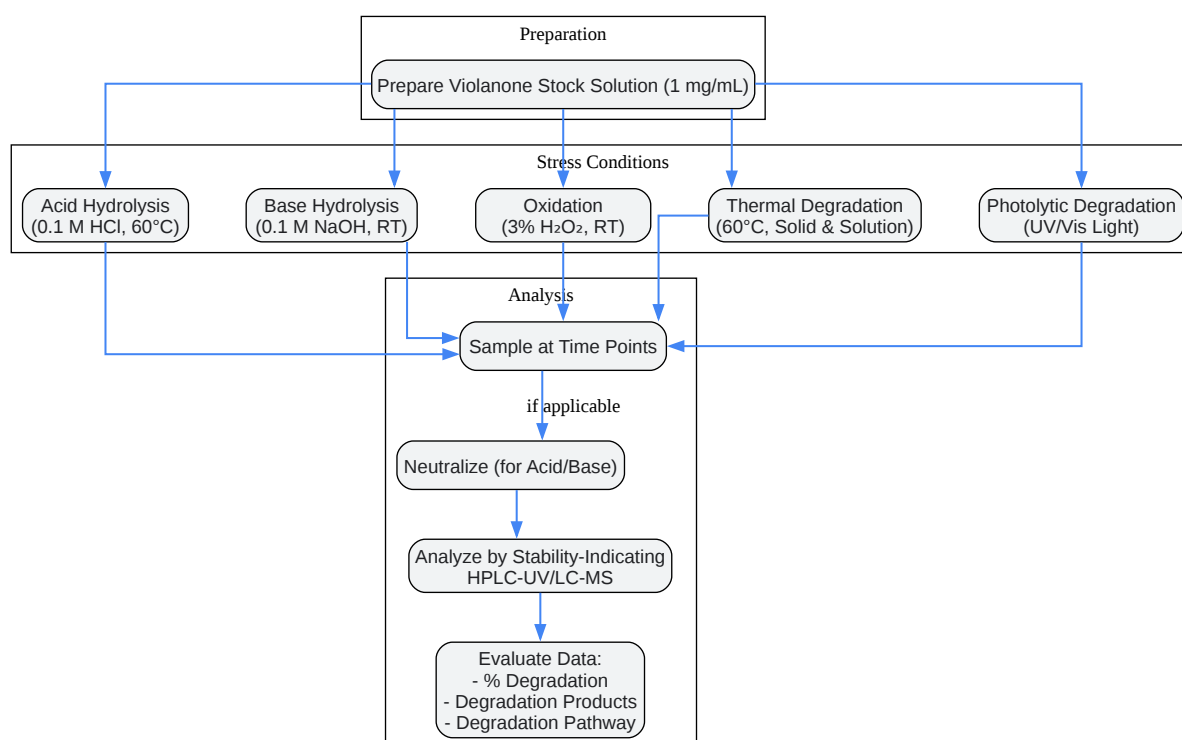 Preparation
Prepare Violanone Stock Solution (1 mg/mL)
Stress Conditions
Acid Hydrolysis
(0.1 M HCl, 60°C)
Base Hydrolysis
(0.1 M NaOH, RT)
Oxidation
(3% H₂O₂, RT)
Thermal Degradation
(60°C, Solid & Solution)
Photolytic Degradation
(UV/Vis Light)
Analysis
Sample at Time Points
if applicable
Neutralize (for Acid/Base)
Analyze by Stability-Indicating
HPLC-UV/LC-MS
Evaluate Data:
- % Degradation
- Degradation Products
- Degradation Pathway